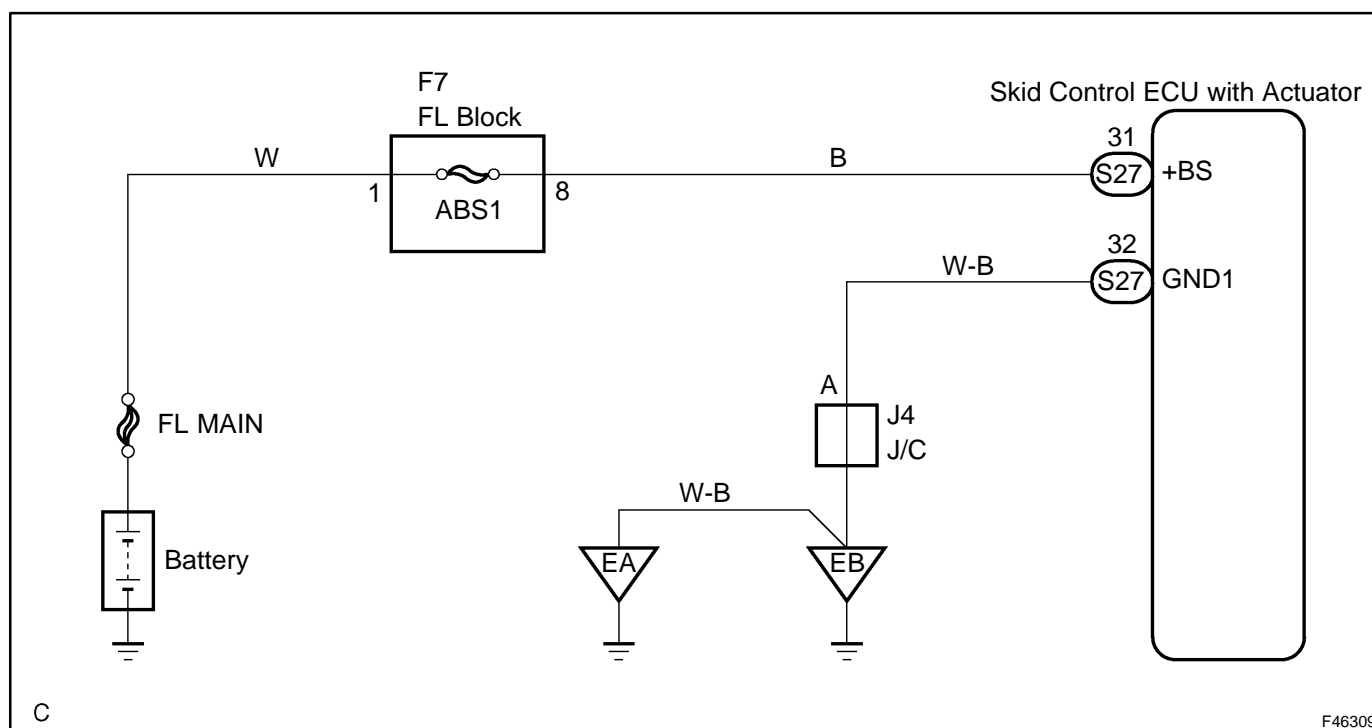 F7
FL Block
Skid Control ECU with Actuator
W
B
31
S27
+BS
1
ABS1
8
32
S27
GND1
W-B
A
J4
J/C
FL MAIN
W-B
Battery
EA
EB
C
F46309